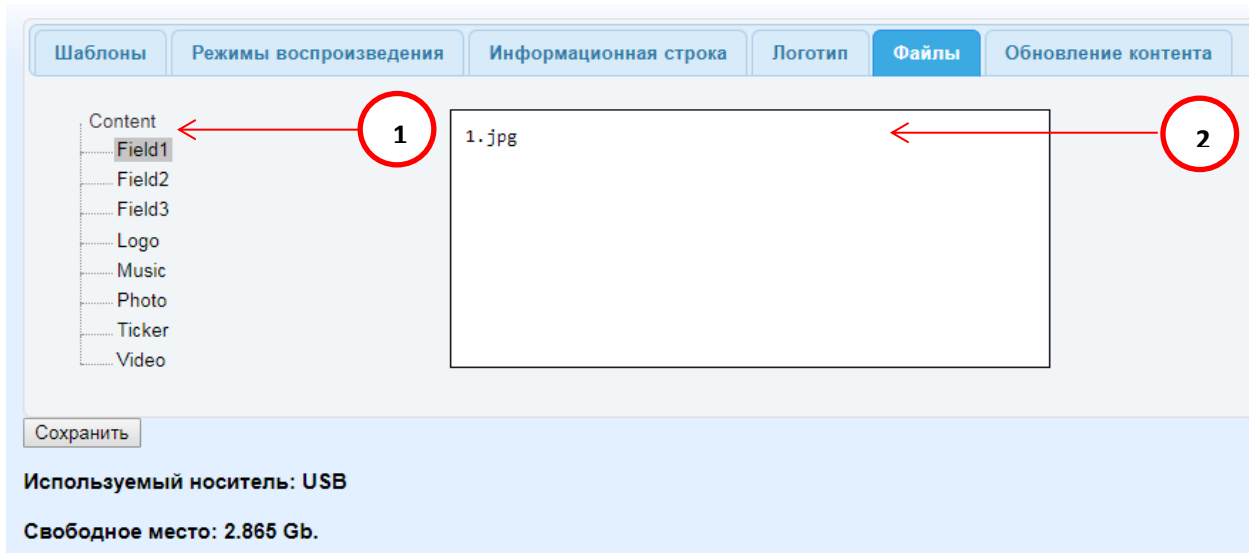 Шаблоны Режимы воспроизведения Информационная строка Логотип Файлы Обновление контента
Content
Field1
Field2
Field3
Logo
Music
Photo
Ticker
Video
1
1.jpg
2
Сохранить
Используемый носитель: USB
Свободное место: 2.865 Gb.